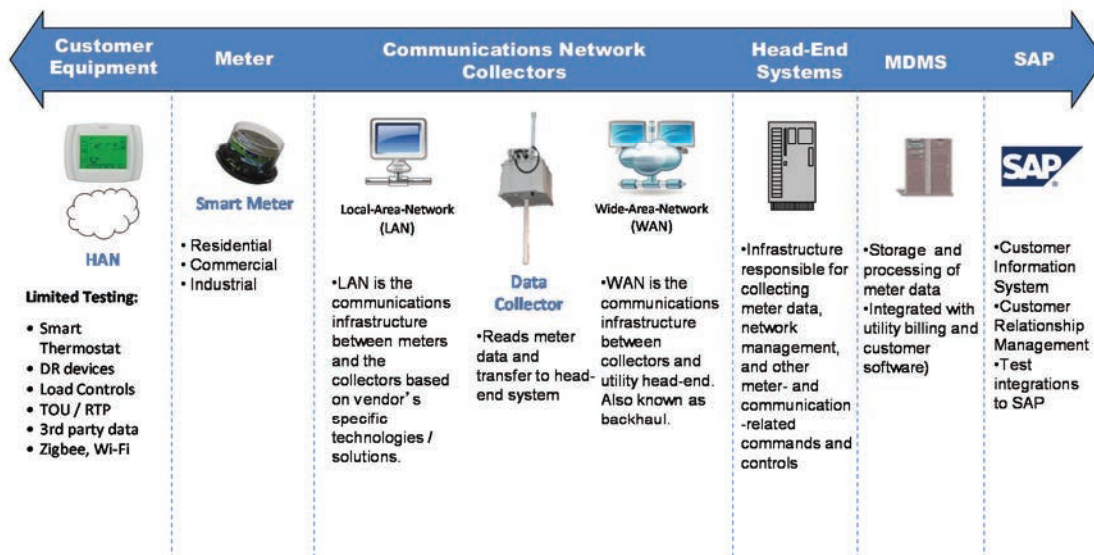 Customer
Equipment
Meter
Communications Network
Collectors
Head-End
Systems
MDMS
SAP
HAN
Limited Testing:
• Smart
Thermostat
• DR devices
• Load Controls
• TOU / RTP
• 3rd party data
• Zigbee, Wi-Fi
Smart Meter
• Residential
• Commercial
• Industrial
Local-Area-Network
(LAN)
•LAN is the
communications
infrastructure
between meters
and the
collectors based
on vendor's
specific
technologies /
solutions.
Data
Collector
•Reads meter
data and
transfer to head-
end system
Wide-Area-Network
(WAN)
•WAN is the
communications
infrastructure
between
collectors and
utility head-end.
Also known as
backhaul.
•Infrastructure
responsible for
collecting
meter data,
network
management,
and other
meter- and
communication
-related
commands and
controls
•Storage and
processing of
meter data
•Integrated with
utility billing and
customer
software)
SAP
•Customer
Information
System
•Customer
Relationship
Management
•Test
integrations
to SAP